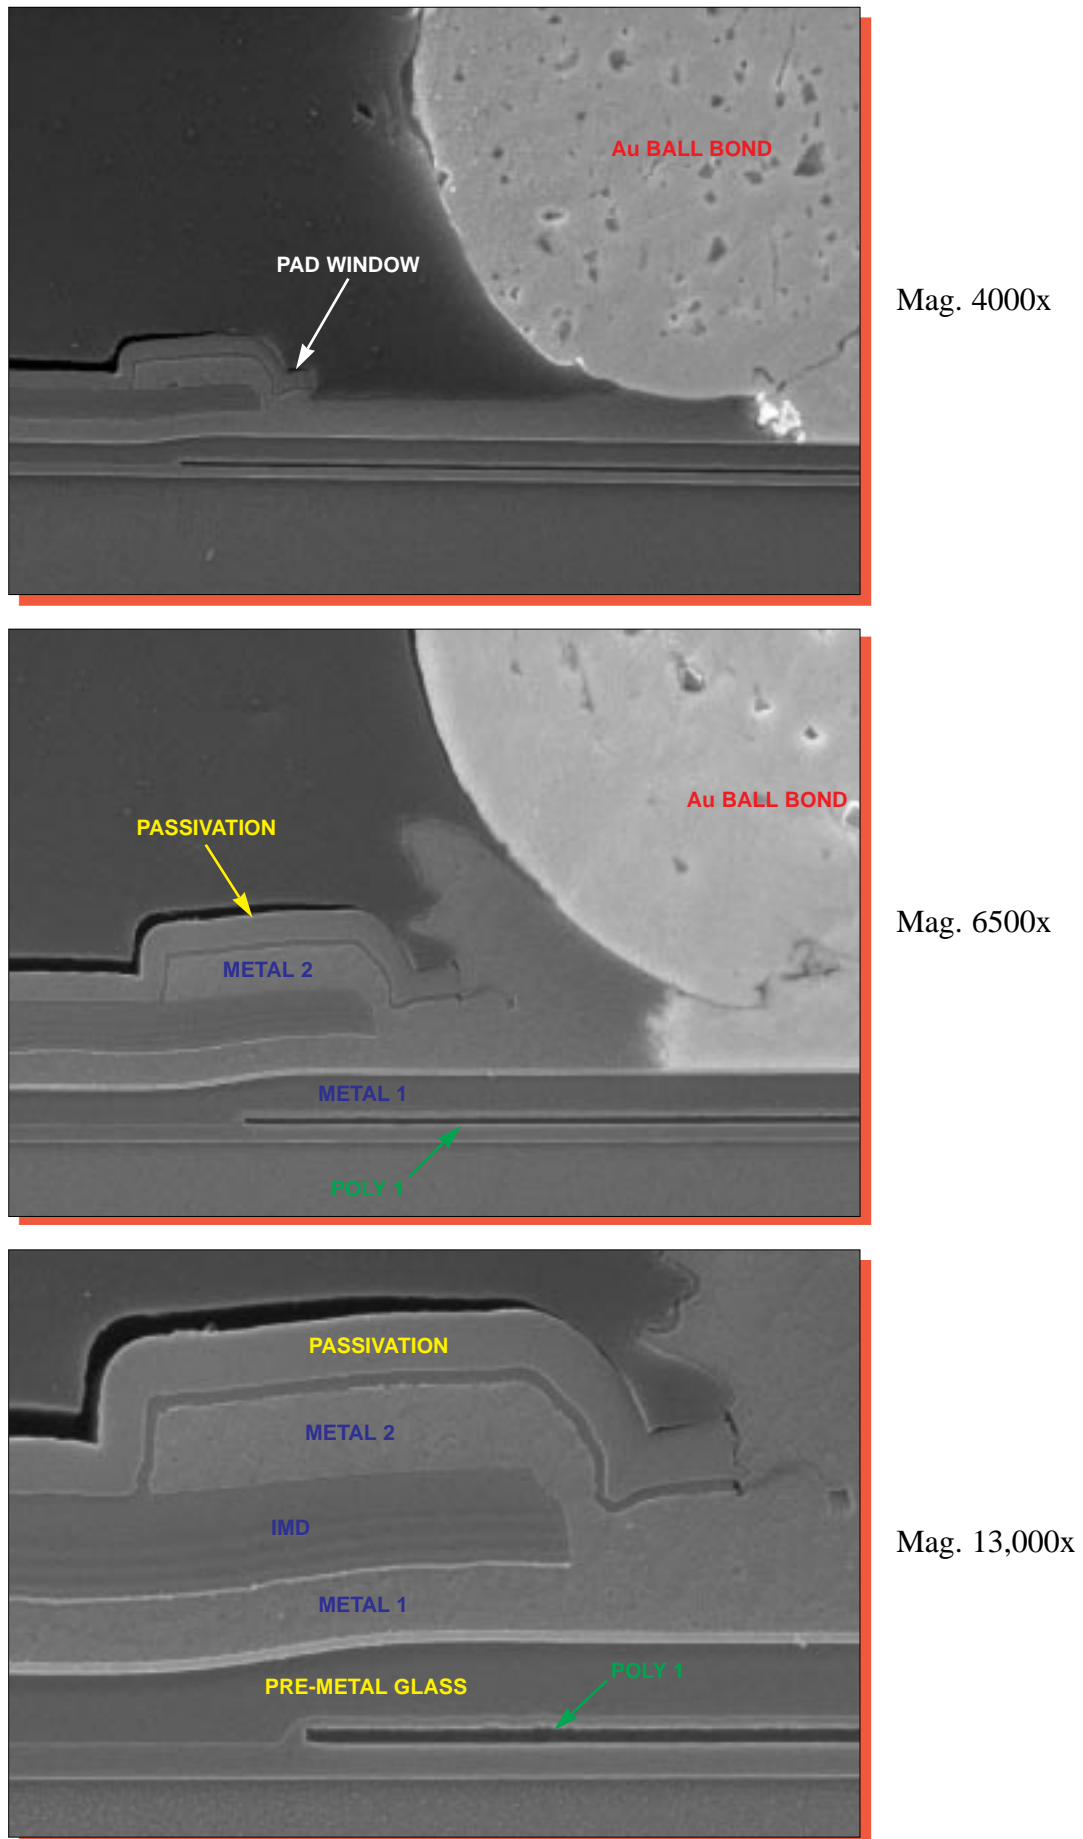 Au BALL BOND
PAD WINDOW
Mag. 4000x
Au BALL BOND
PASSIVATION
Mag. 6500x
METAL 2
METAL 1
POLY 1
PASSIVATION
METAL 2
IMD
Mag. 13,000x
METAL 1
POLY 1
PRE-METAL GLASS